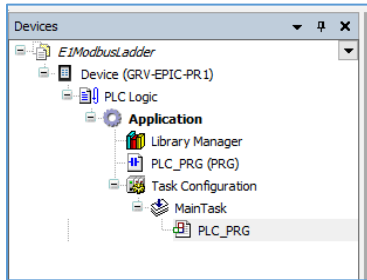 Devices
E1ModbusLadder
Device (GRV-EPIC-PR1)
PLC Logic
Application
Library Manager
PLC_PRG (PRG)
Task Configuration
MainTask
PLC_PRG